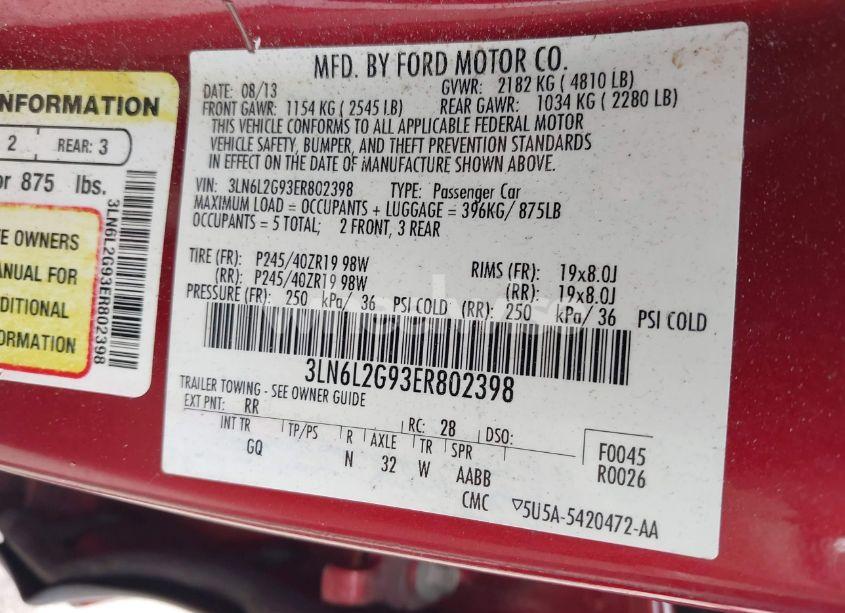 NFORMATION
2 REAR: 3
or 875 lbs.
3LN6L2G93ER802398
E OWNERS
ANUAL FOR
DITIONAL
ORMATION
MFD. BY FORD MOTOR CO.
DATE: 08/13 GVWR: 2182 KG ( 4810 LB)
FRONT GAWR: 1154 KG ( 2545 LB) REAR GAWR: 1034 KG ( 2280 LB)
THIS VEHICLE CONFORMS TO ALL APPLICABLE FEDERAL MOTOR
VEHICLE SAFETY, BUMPER, AND THEFT PREVENTION STANDARDS
IN EFFECT ON THE DATE OF MANUFACTURE SHOWN ABOVE.
VIN: 3LN6L2G93ER802398 TYPE: Passenger Car
MAXIMUM LOAD = OCCUPANTS + LUGGAGE = 396KG/ 875LB
OCCUPANTS = 5 TOTAL; 2 FRONT, 3 REAR
TIRE (FR): P245/40ZR19 98W RIMS (FR): 19x8.0J
(RR): P245/40ZR19 98W (RR): 19x8.0J
PRESSURE (FR): 250 kPa/ 36 PSI COLD (RR): 250 kPa/ 36 PSI COLD
3LN6L2G93ER802398
TRAILER TOWING - SEE OWNER GUIDE
EXT PNT: RR RC: 28 DSO:
INT TR TP/PS R AXLE TR SPR F0045
GQ N 32 W AABB R0026
CMC ▽5U5A-5420472-AA